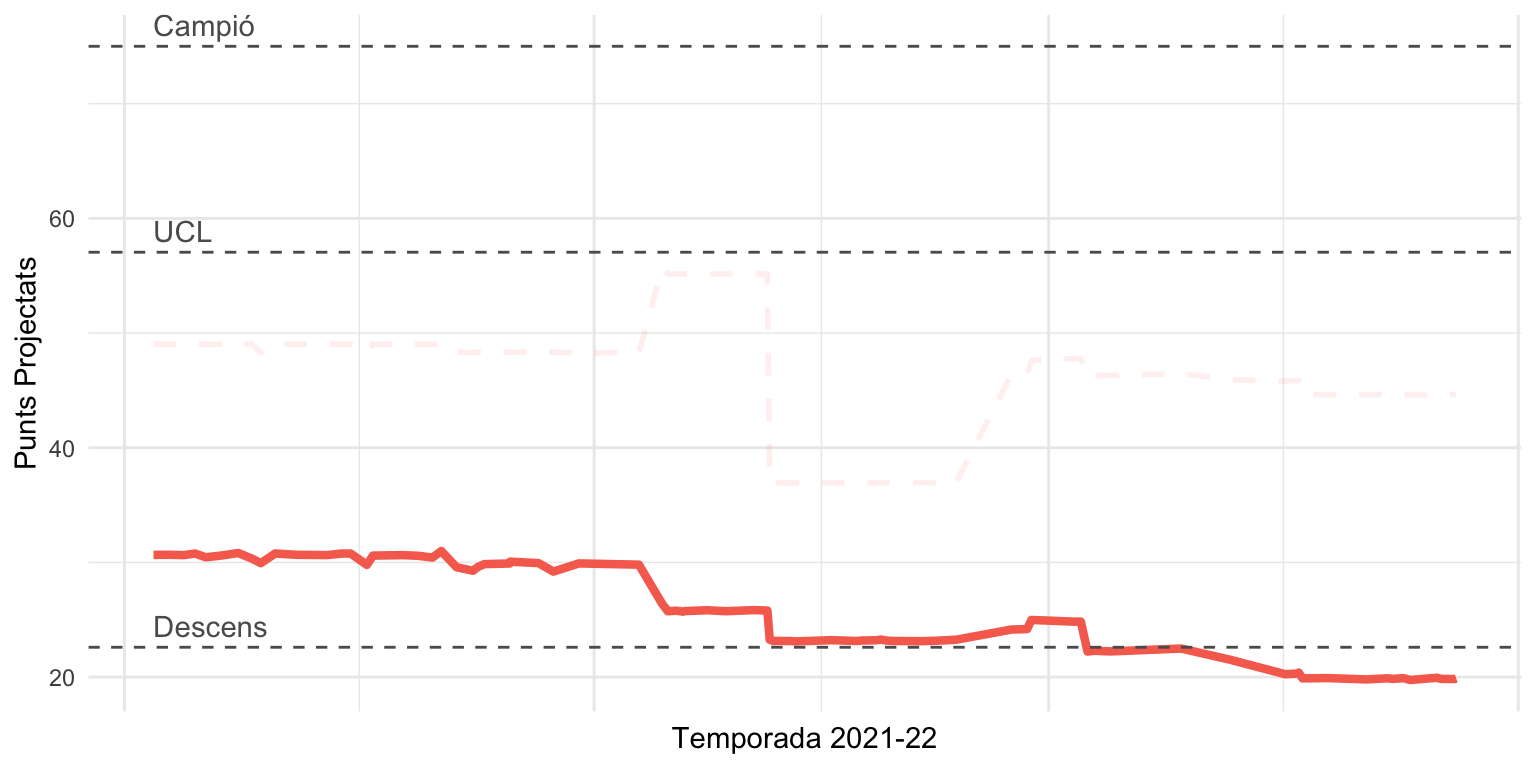 Campió
60
UCL
Punts Projectats
40
Descens
20
Temporada 2021-22